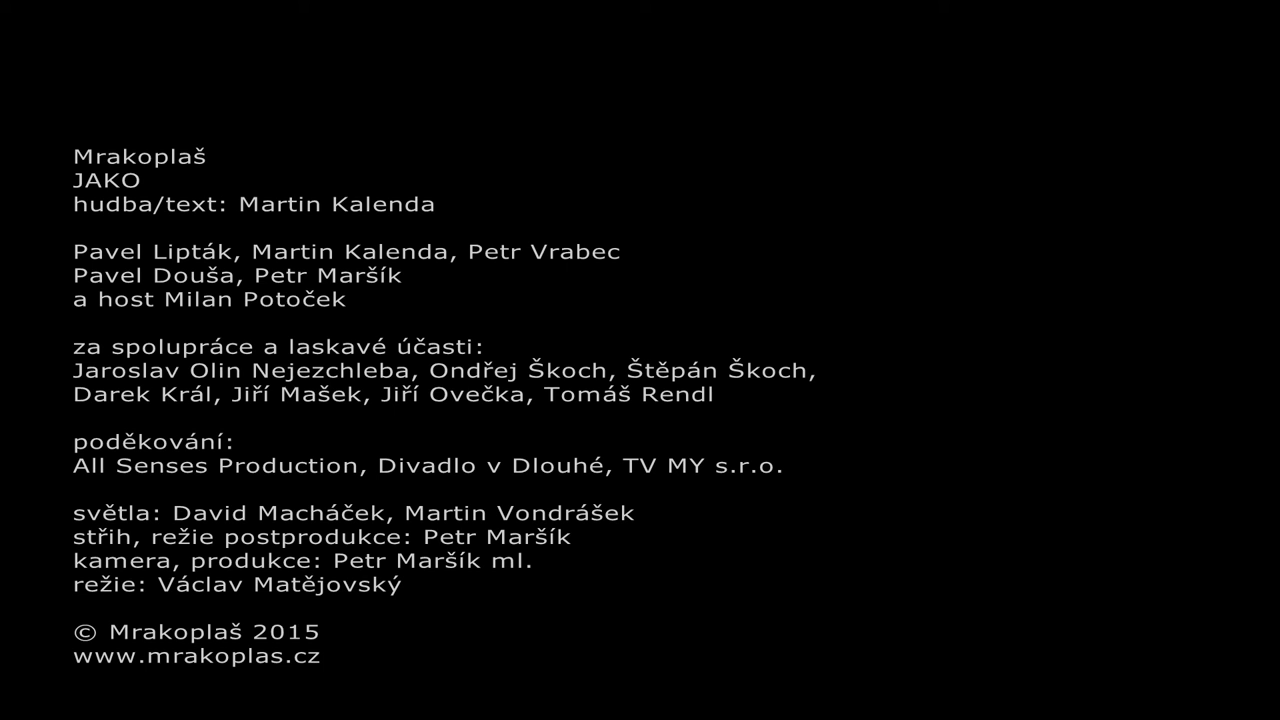 Mrakoplaš
JAKO
hudba/text: Martin Kalenda
Pavel Lipták, Martin Kalenda, Petr Vrabec
Pavel Douša, Petr Maršík
a host Milan Potoček
za spolupráce a laskavé účasti:
Jaroslav Olin Nejezchleba, Ondřej Škoch, Štěpán Škoch,
Darek Král, Jiří Mašek, Jiří Ovečka, Tomáš Rendl
poděkování:
All Senses Production, Divadlo v Dlouhé, TV MY s.r.o.
světla: David Macháček, Martin Vondrášek
střih, režie postprodukce: Petr Maršík
kamera, produkce: Petr Maršík ml.
režie: Václav Matějovský
© Mrakoplaš 2015
www.mrakoplas.cz